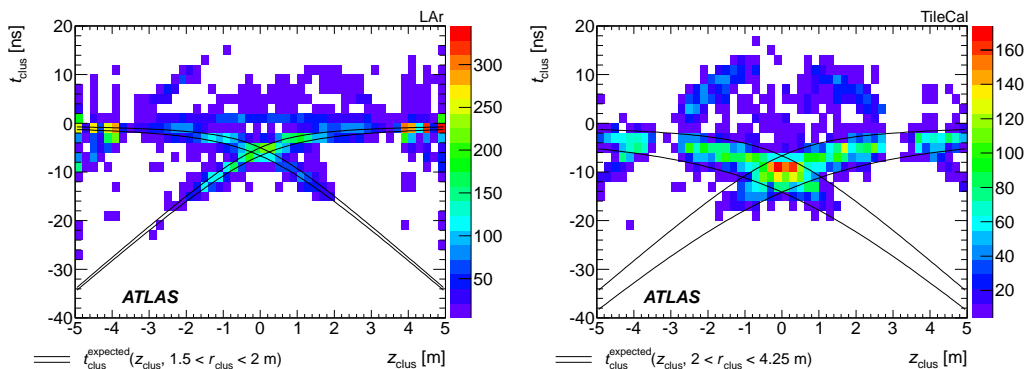 LAr
t_clus [ns]
20
10
0
-10
-20
-30
-40
300
250
200
150
100
50
ATLAS
-5 -4 -3 -2 -1 0 1 2 3 4 5
t_clus^expected(z_clus, 1.5 < r_clus < 2 m)
z_clus [m]
TileCal
t_clus [ns]
20
10
0
-10
-20
-30
-40
160
140
120
100
80
60
40
20
ATLAS
-5 -4 -3 -2 -1 0 1 2 3 4 5
t_clus^expected(z_clus, 2 < r_clus < 4.25 m)
z_clus [m]